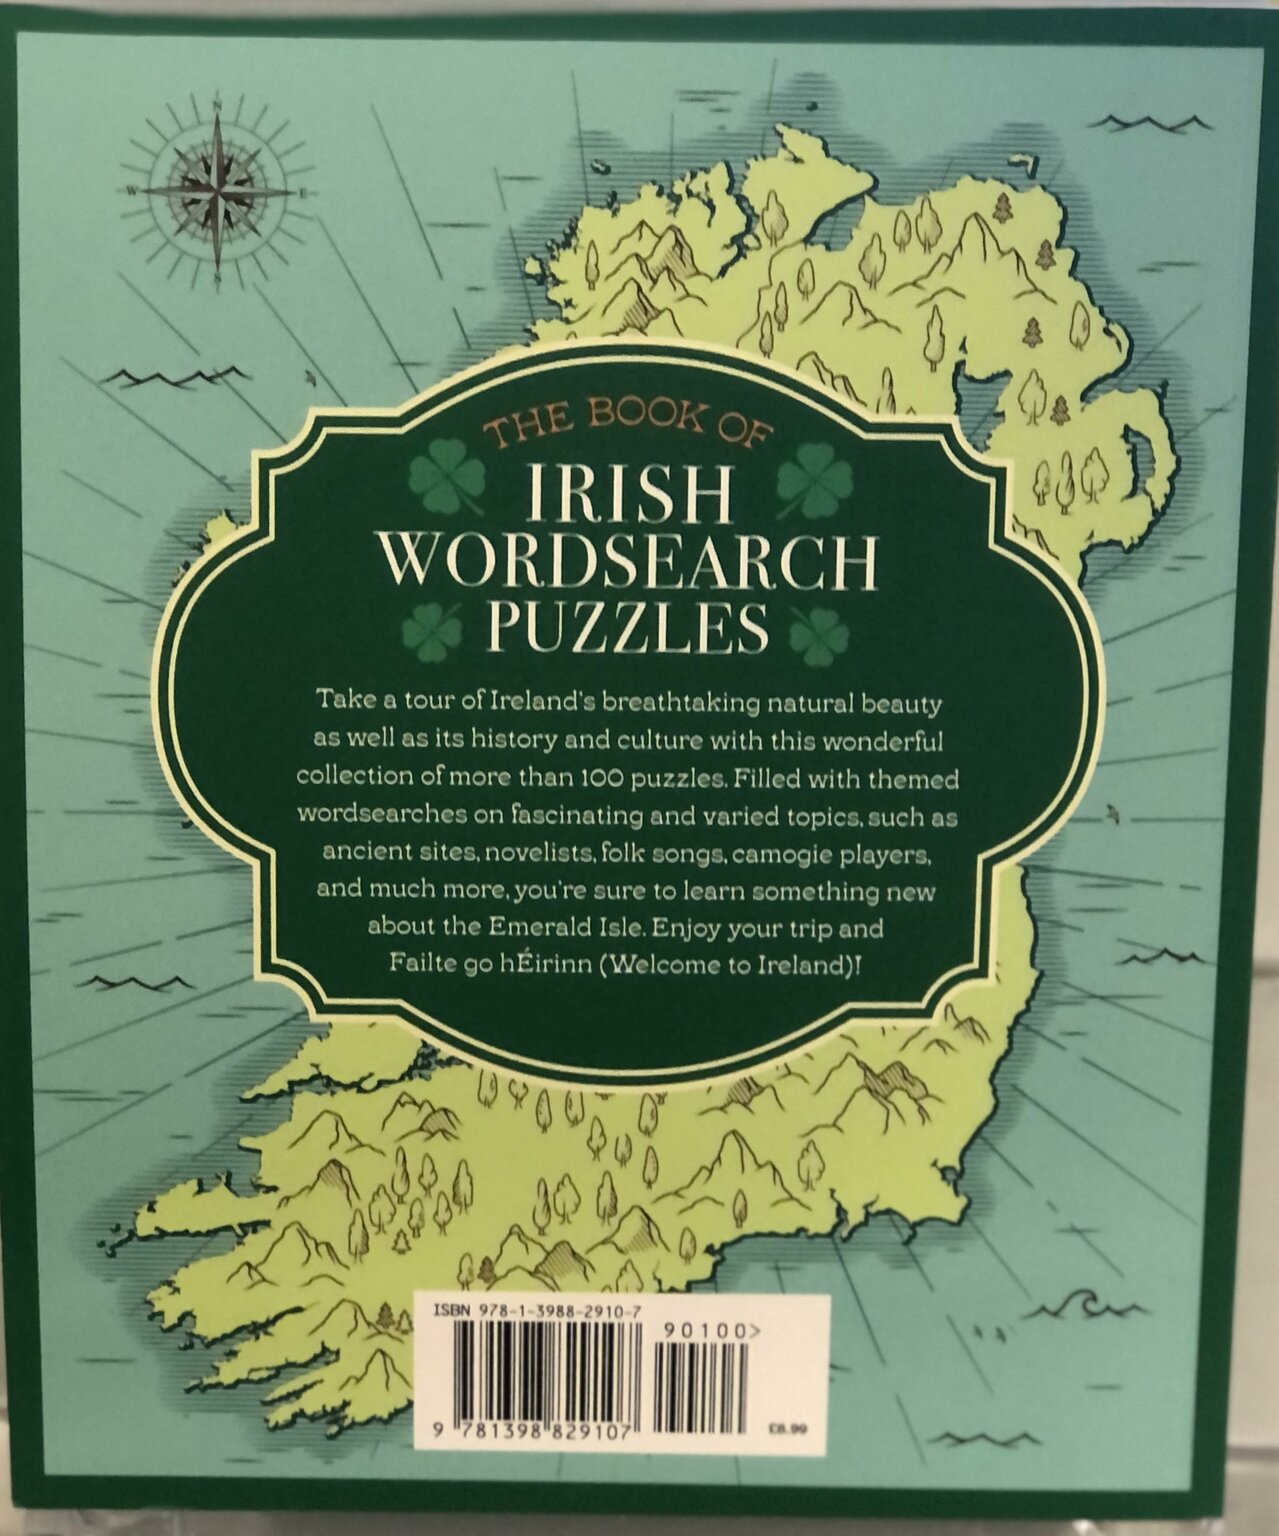 N
W E
S
THE BOOK OF
IRISH
WORDSEARCH
PUZZLES
Take a tour of Ireland's breathtaking natural beauty
as well as its history and culture with this wonderful
collection of more than 100 puzzles. Filled with themed
wordsearches on fascinating and varied topics, such as
ancient sites, novelists, folk songs, camogie players,
and much more, you're sure to learn something new
about the Emerald Isle. Enjoy your trip and
Failte go hÉirinn (Welcome to Ireland)!
ISBN 978-1-3988-2910-7
90100>
9 781398 829107
£8.99